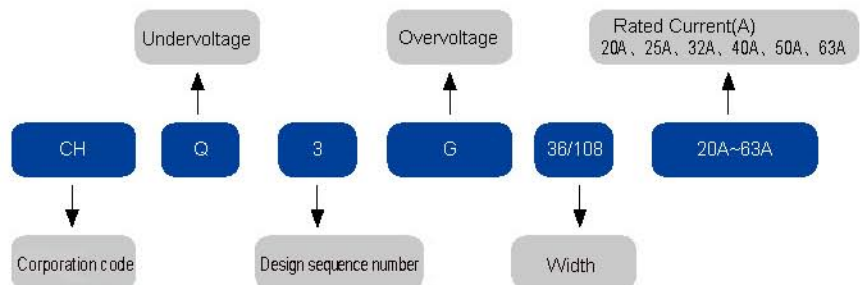 Undervoltage
Overvoltage
Rated Current(A)
20A、25A、32A、40A、50A、63A
CH
Q
3
G
36/108
20A~63A
Corporation code
Design sequence number
Width